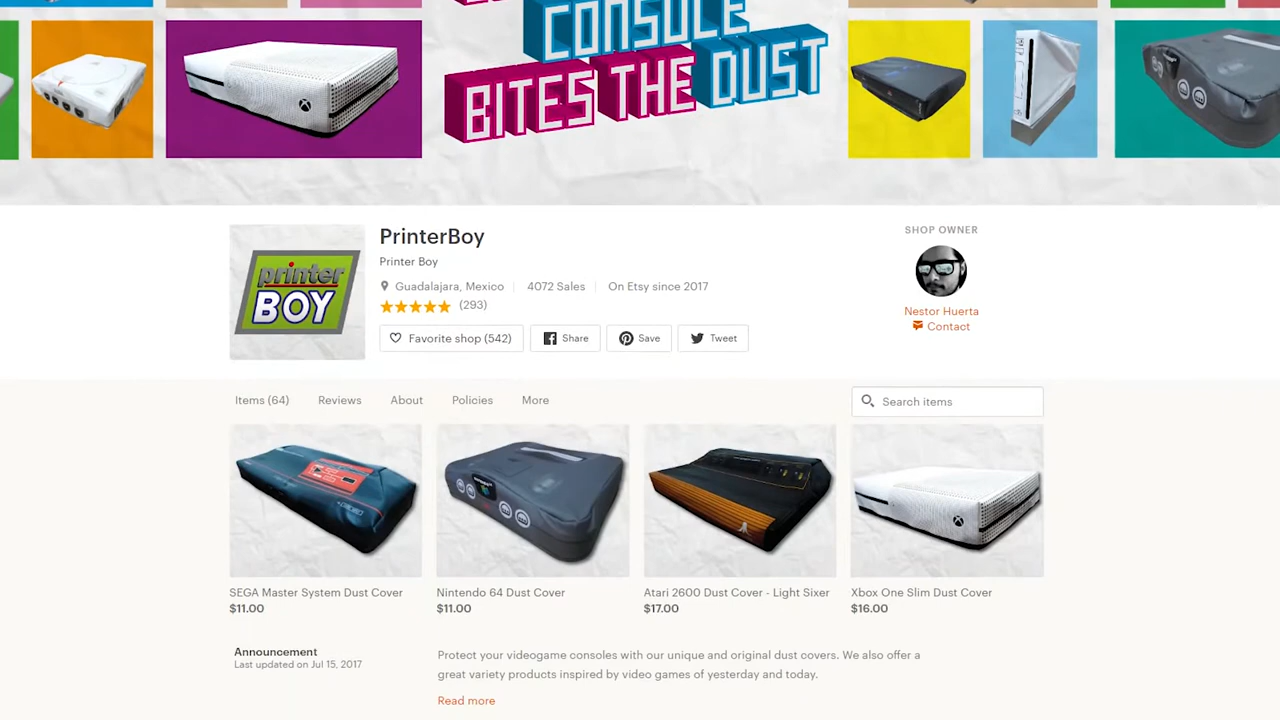 CONSOLE
BITES THE DUST
PrinterBoy
Printer Boy
Guadalajara, Mexico
4072 Sales
On Etsy since 2017
(293)
Favorite shop (542)
Share
Save
Tweet
printer
BOY
SHOP OWNER
Nestor Huerta
Contact
Items (64)
Reviews
About
Policies
More
Search items
SEGA Master System Dust Cover
$11.00
Nintendo 64 Dust Cover
$11.00
Atari 2600 Dust Cover - Light Sixer
$17.00
Xbox One Slim Dust Cover
$16.00
Announcement
Last updated on Jul 15, 2017
Protect your videogame consoles with our unique and original dust covers. We also offer a
great variety products inspired by video games of yesterday and today.
Read more